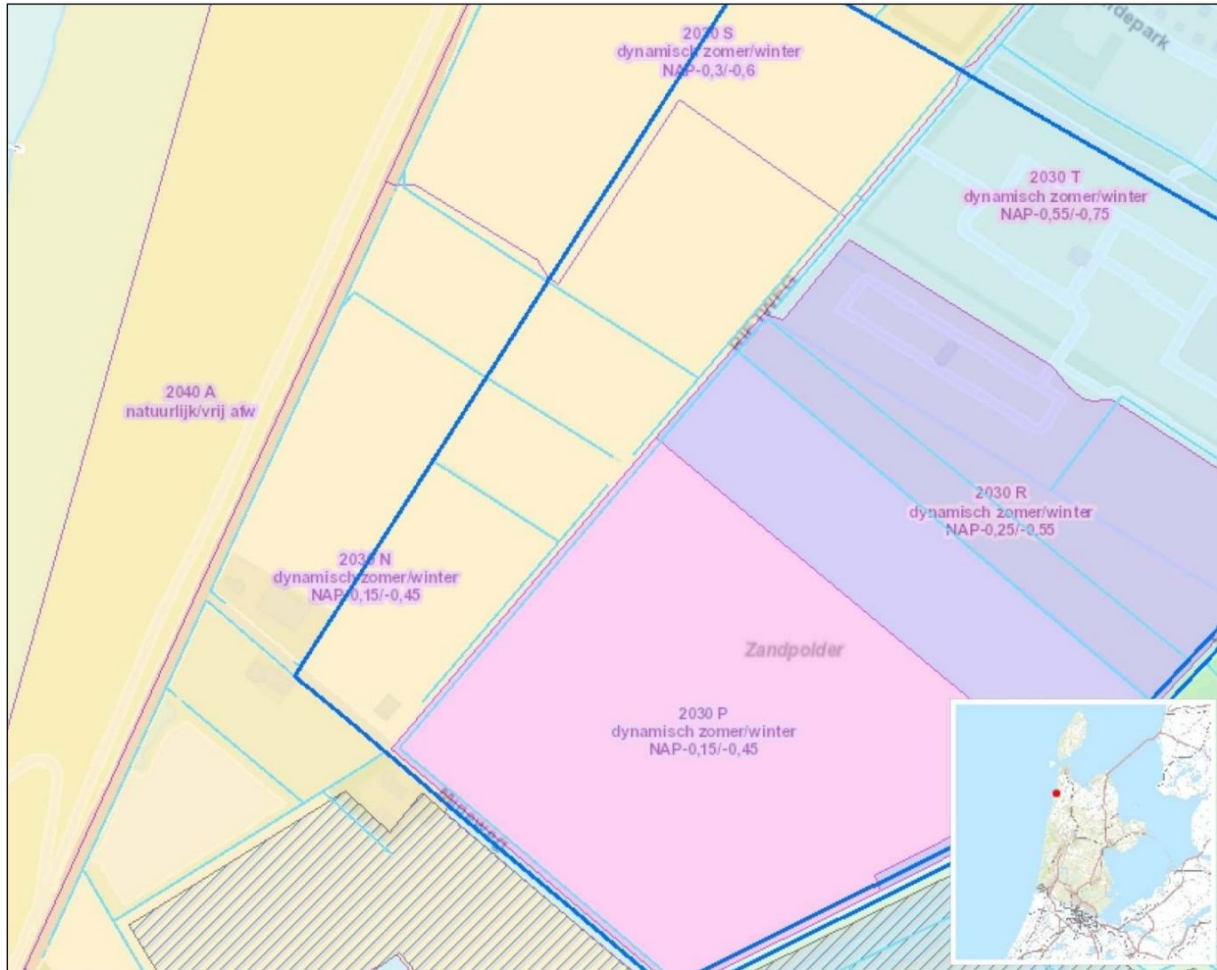 2030 S
dynamisch zomer/winter
NAP-0,3/-0,6
rdepark
2030 T
dynamisch zomer/winter
NAP-0,55/-0,75
2040 A
natuurlijk/vrij afw
2030 R
dynamisch zomer/winter
NAP-0,25/-0,55
2030 N
dynamisch zomer/winter
NAP-0,15/-0,45
Zandpolder
2030 P
dynamisch zomer/winter
NAP-0,15/-0,45